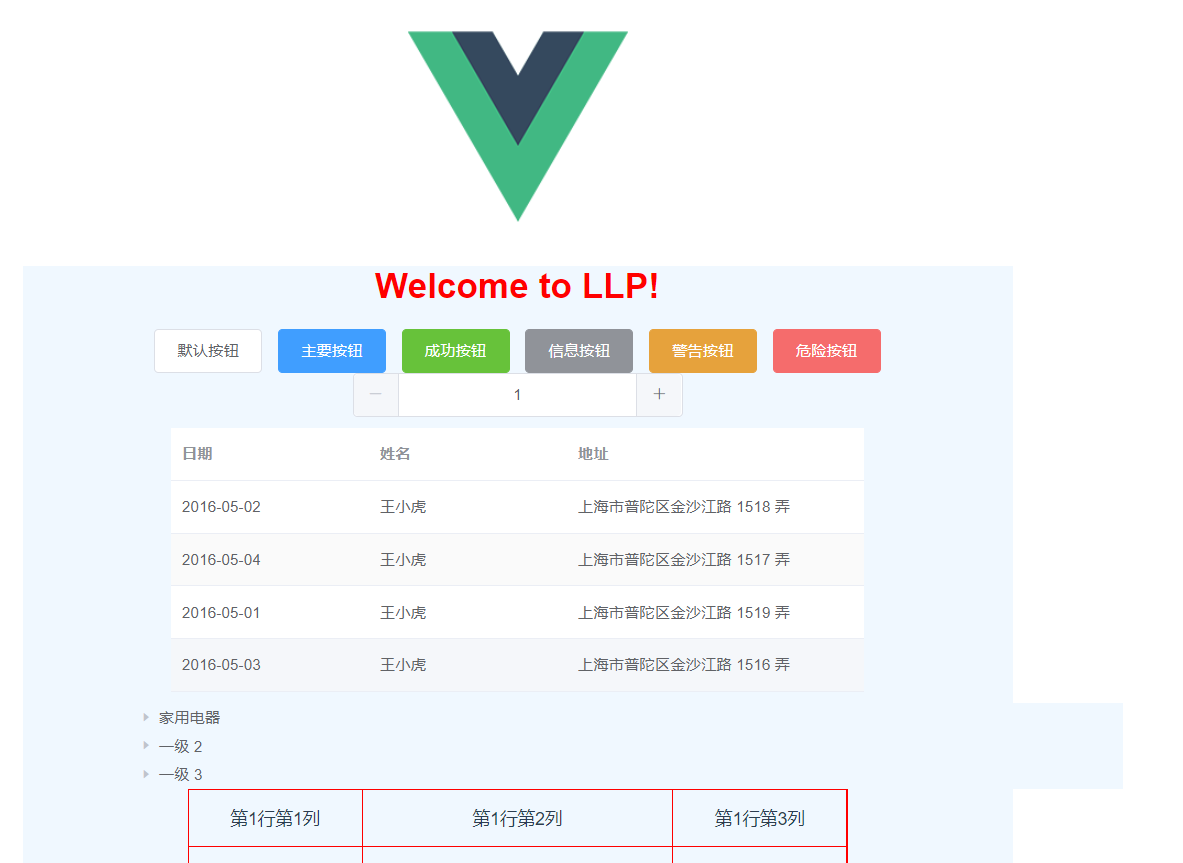 Welcome to LLP!
默认按钮 主要按钮 成功按钮 信息按钮 警告按钮 危险按钮
1
日期 姓名 地址
2016-05-02 王小虎 上海市普陀区金沙江路 1518 弄
2016-05-04 王小虎 上海市普陀区金沙江路 1517 弄
2016-05-01 王小虎 上海市普陀区金沙江路 1519 弄
2016-05-03 王小虎 上海市普陀区金沙江路 1516 弄
家用电器
一级 2
一级 3
第1行第1列 第1行第2列 第1行第3列